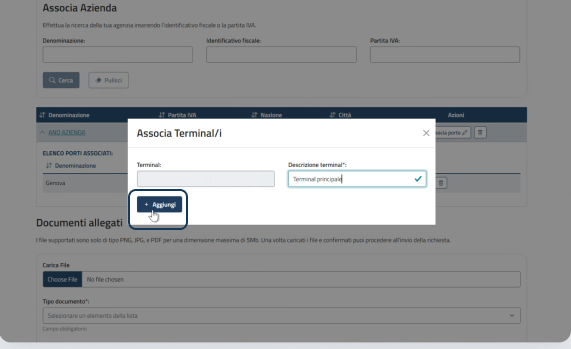 Associa Azienda
Effettua la ricerca della tua agenzia inserendo l'identificativo fiscale o la partita IVA.
Denominazione: Identificativo fiscale: Partita IVA:
Cerca Pulisci
Denominazione Partita IVA Nazione Città Azioni
AND AZIENDA
Associa Terminal/i
ELENCO PORTI ASSOCIATI:
Denominazione
Terminal: Descrizione terminal*:
Genova
Terminal principale
+ Aggiungi
Documenti allegati
I file supportati sono solo di tipo PNG, JPG, e PDF per una dimensione massima di 5Mb. Una volta caricati i file e confermati puoi procedere all'invio della richiesta.
Carica File
Choose File No file chosen
Tipo documento*:
Selezionare un elemento della lista
Campo obbligatorio